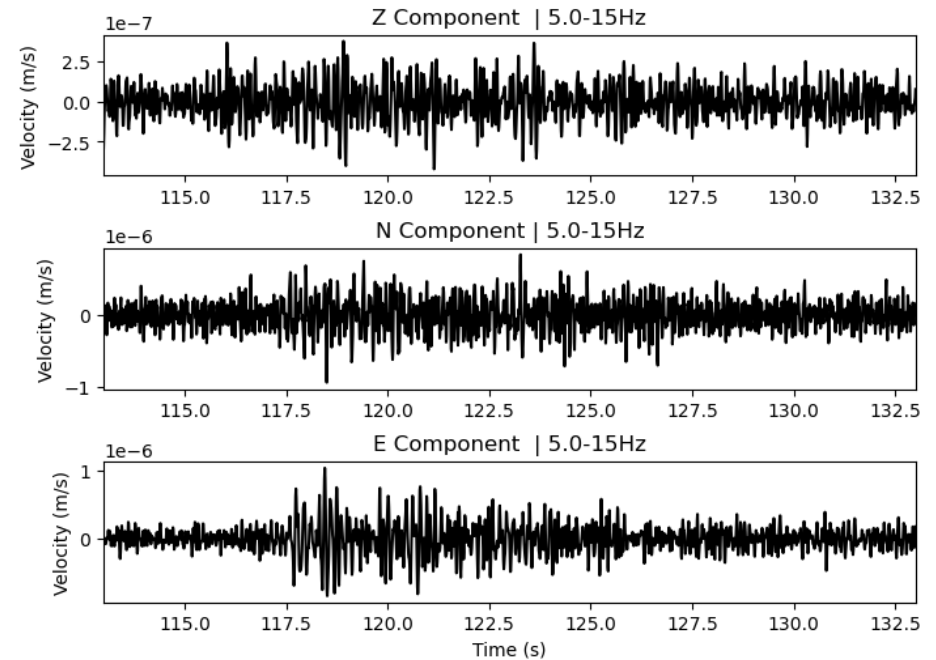 Z Component | 5.0-15Hz
1e−7
Velocity (m/s)
2.5
0.0
−2.5
115.0 117.5 120.0 122.5 125.0 127.5 130.0 132.5
N Component | 5.0-15Hz
1e−6
Velocity (m/s)
0
−1
115.0 117.5 120.0 122.5 125.0 127.5 130.0 132.5
E Component | 5.0-15Hz
1e−6
Velocity (m/s)
1
0
115.0 117.5 120.0 122.5 125.0 127.5 130.0 132.5
Time (s)